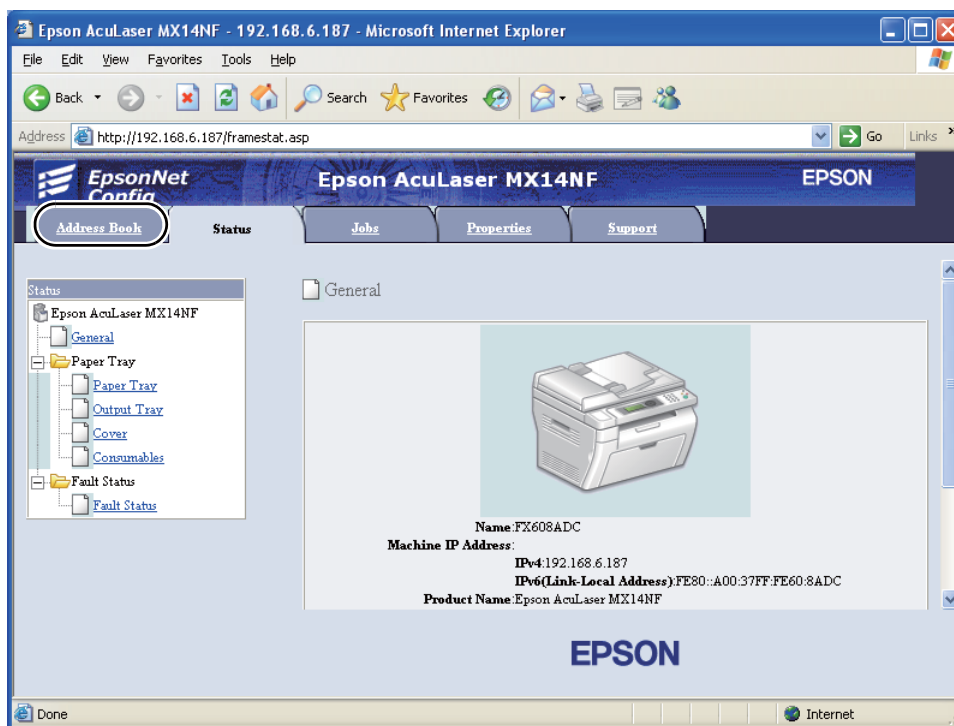 Epson AcuLaser MX14NF - 192.168.6.187 - Microsoft Internet Explorer
File Edit View Favorites Tools Help
Back Search Favorites
Address http://192.168.6.187/framestat.asp Go Links »
EpsonNet Config
Epson AcuLaser MX14NF
EPSON
Address Book Status Jobs Properties Support
Status
Epson AcuLaser MX14NF
General
Paper Tray
Paper Tray
Output Tray
Cover
Consumables
Fault Status
Fault Status
General
Name:FX608ADC
Machine IP Address:
IPv4:192.168.6.187
IPv6(Link-Local Address):FE80::A00:37FF:FE60:8ADC
Product Name:Epson AcuLaser MX14NF
EPSON
Done Internet